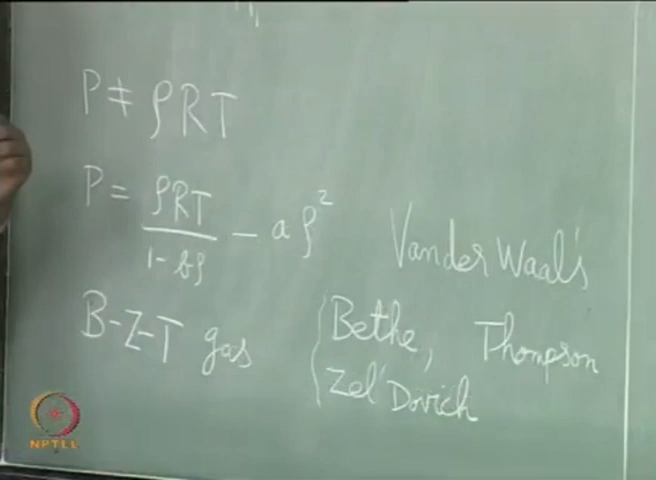 P ≠ ρRT
P = ρRT / 1-bρ - aρ² Vander Waal's
B-Z-T gas { Bethe, Thompson
Zel'Dovich
NPTEL